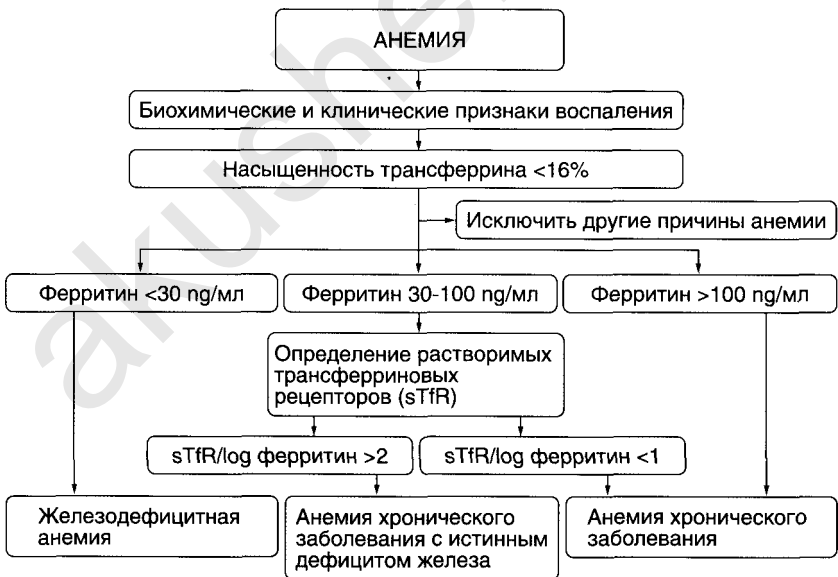 АНЕМИЯ
Биохимические и клинические признаки воспаления
Насыщенность трансферрина <16%
Исключить другие причины анемии
Ферритин <30 ng/мл
Ферритин 30-100 ng/мл
Ферритин >100 ng/мл
Определение растворимых
трансферриновых
рецепторов (sTfR)
sTfR/log ферритин >2
sTfR/log ферритин <1
Железодефицитная
анемия
Анемия хронического
заболевания с истинным
дефицитом железа
Анемия хронического
заболевания
akushe